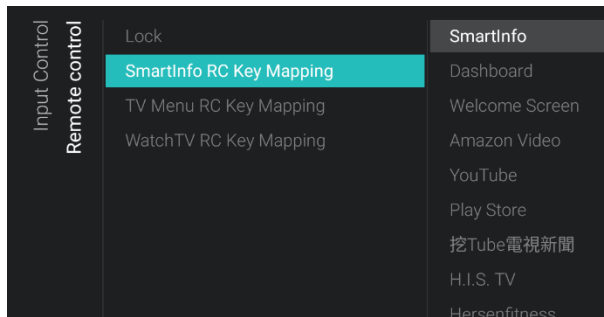 Input Control
Remote control
Lock
SmartInfo RC Key Mapping
TV Menu RC Key Mapping
WatchTV RC Key Mapping
SmartInfo
Dashboard
Welcome Screen
Amazon Video
YouTube
Play Store
挖Tube電視新聞
H.I.S. TV
Hersenfitness